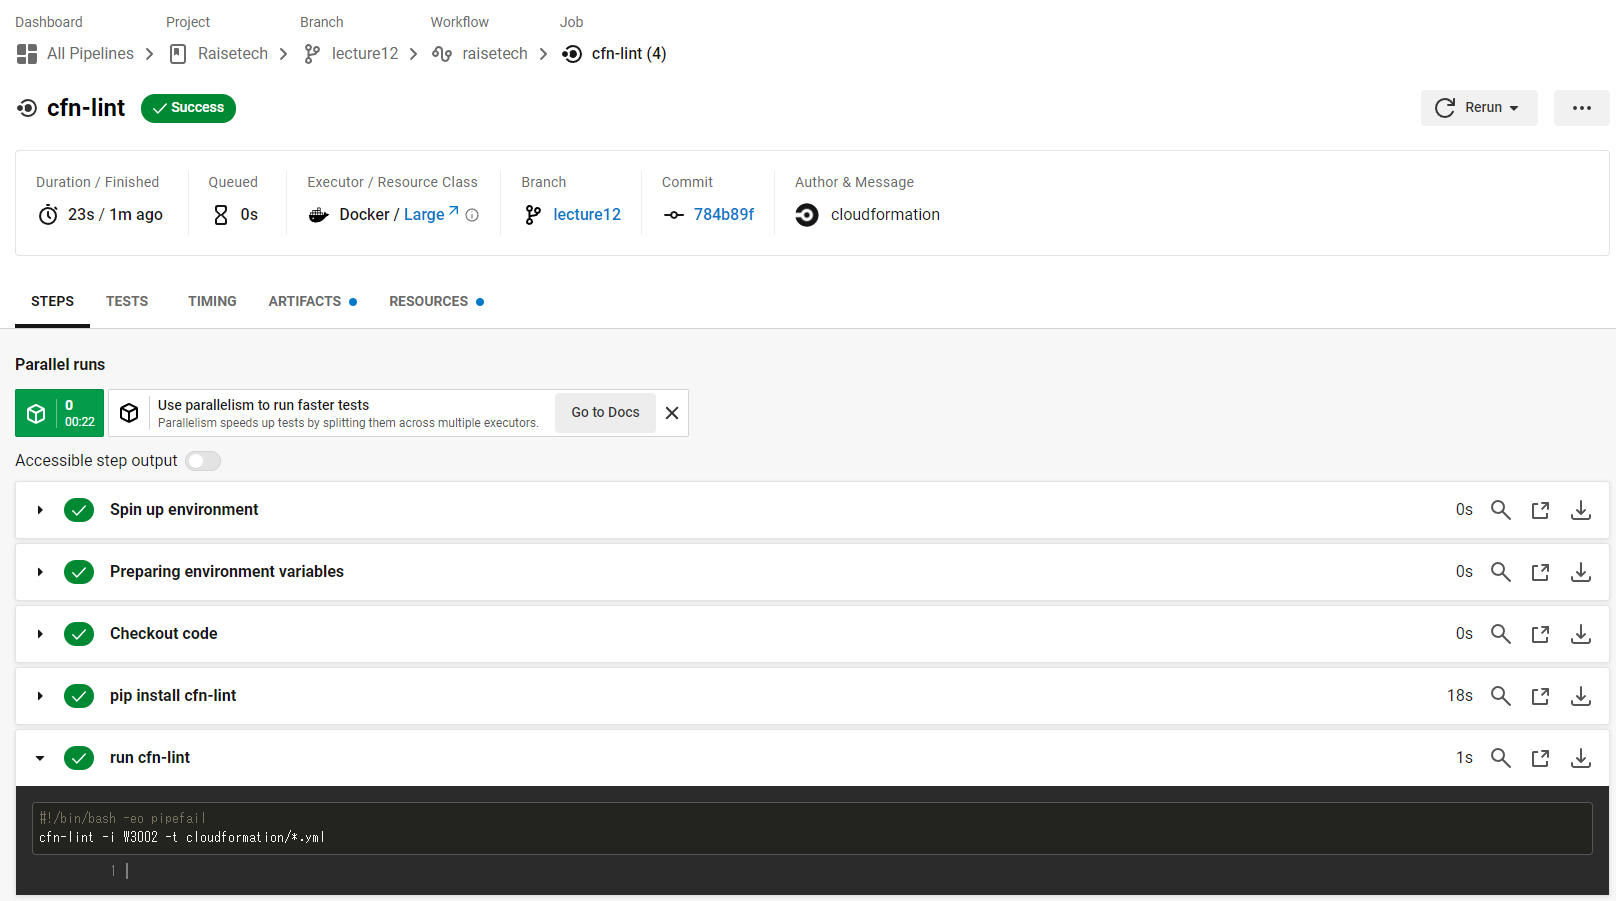 Dashboard Project Branch Workflow Job
All Pipelines Raisetech lecture12 raisetech cfn-lint (4)
cfn-lint Success Rerun
Duration / Finished Queued Executor / Resource Class Branch Commit Author & Message
23s / 1m ago 0s Docker / Large lecture12 784b89f cloudformation
STEPS TESTS TIMING ARTIFACTS RESOURCES
Parallel runs
0
00:22
Use parallelism to run faster tests
Parallelism speeds up tests by splitting them across multiple executors.
Go to Docs
Accessible step output
Spin up environment 0s
Preparing environment variables 0s
Checkout code 0s
pip install cfn-lint 18s
run cfn-lint 1s
#!/bin/bash -eo pipefail
cfn-lint -i W3002 -t cloudformation/*.yml
1